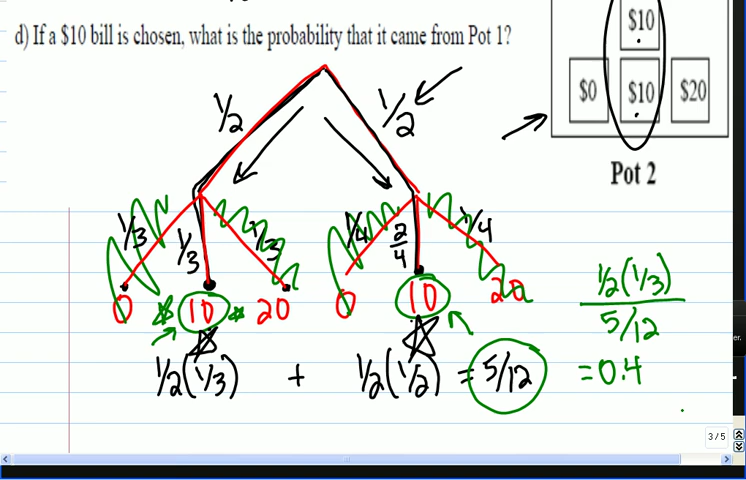 $10
d) If a $10 bill is chosen, what is the probability that it came from Pot 1?
$0 $10 $20
Pot 2
1/2 1/2
1/3 1/3 1/3 1/4 2/4 1/4
0 10 20 0 10 20
1/2(1/3) + 1/2(1/2) = 5/12
1/2(1/3)
5/12
= 0.4
3 / 5